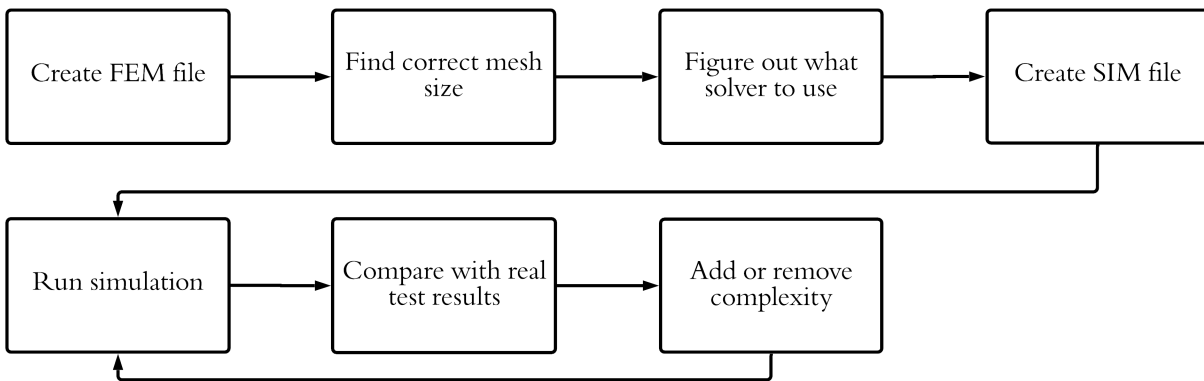 Create FEM file
Find correct mesh
size
Figure out what
solver to use
Create SIM file
Run simulation
Compare with real
test results
Add or remove
complexity